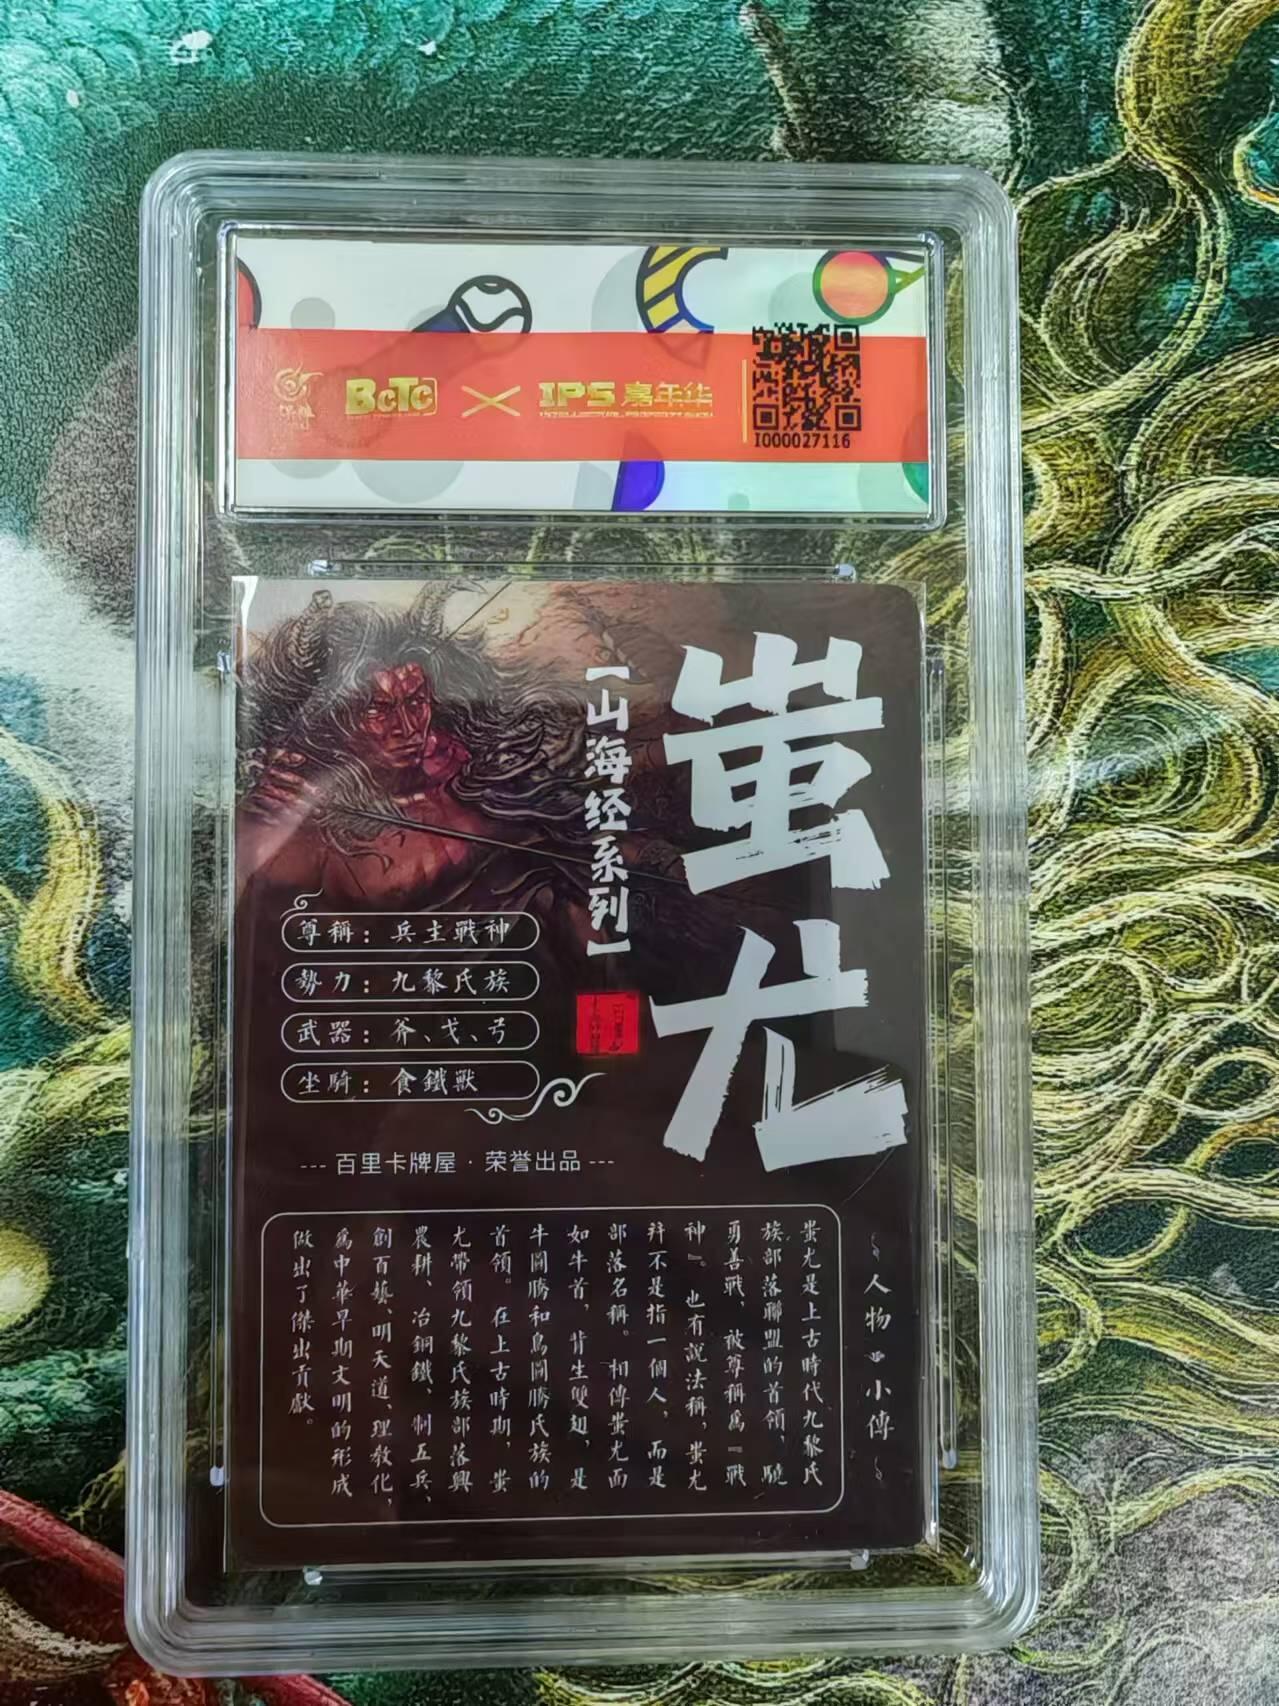 保粹
BCTC
IPS 嘉年华
I000027116
蚩尤
【山海经系列】
尊稱：兵主戰神
勢力：九黎氏族
武器：斧、戈、弓
坐騎：食鐵獸
--- 百里卡牌屋 · 荣誉出品 ---
人物小傳
蚩尤是上古時代九黎氏
族部落聯盟的首領，驍
勇善戰，被尊稱爲『戰
神』。也有說法稱，蚩尤
并不是指一個人，而是
部落名稱。相傳蚩尤面
如牛首，背生雙翅，是
牛圖騰和鳥圖騰氏族的
首領。在上古時期，蚩
尤帶領九黎氏族部落興
農耕、冶銅鐵、制五兵、
創百藝、明天道、理教化，
爲中華早期文明的形成
做出了傑出貢獻。